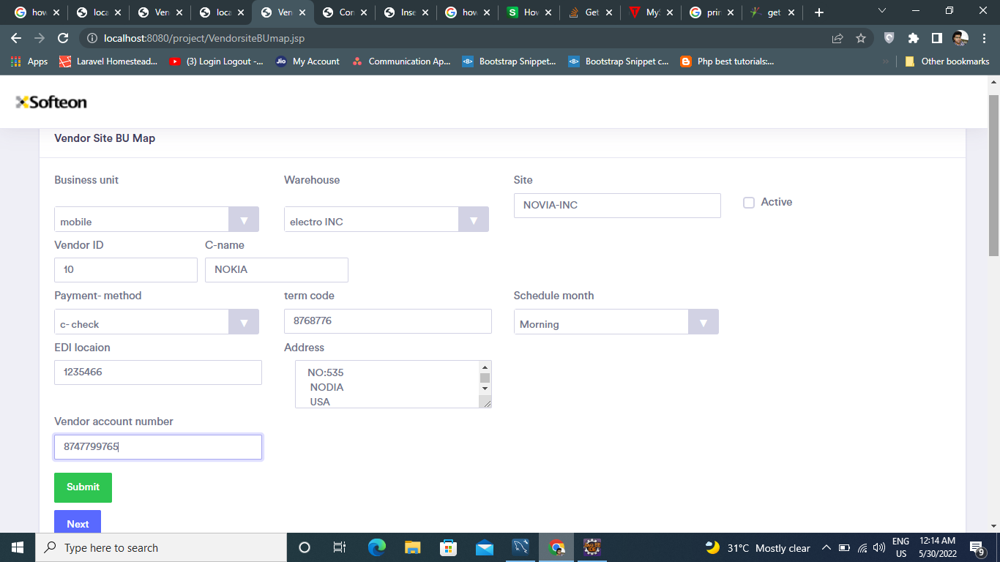 how
loca
Ven
loca
Ven
Cor
Inse
how
S How
Get
My
prir
get
localhost:8080/project/VendorsiteBUmap.jsp
Apps Laravel Homestead... (3) Login Logout -... Jio My Account Communication Ap... <B> Bootstrap Snippet... <B> Bootstrap Snippet c... Php best tutorials:... » Other bookmarks
Softeon
Vendor Site BU Map
Business unit Warehouse Site
NOVIA-INC Active
mobile electro INC
Vendor ID C-name
10 NOKIA
Payment- method term code Schedule month
c- check 8768776 Morning
EDI locaion Address
1235466
NO:535
NODIA
USA
Vendor account number
8747799765
Submit
Next
Type here to search
31°C Mostly clear
ENG
US
12:14 AM
5/30/2022
9